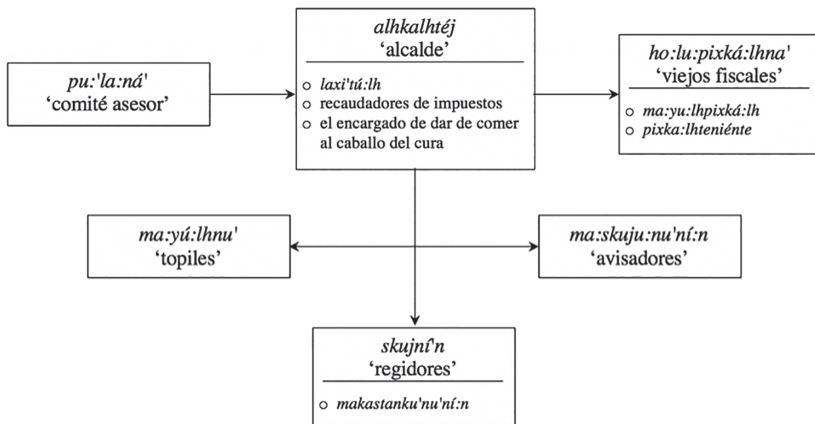 alhkalhtéj
‘alcalde’
laxi'tú:lh
recaudadores de impuestos
el encargado de dar de comer
al caballo del cura
pu:'la:ná'
‘comité asesor’
ho:lu:pixká:lhna'
‘viejos fiscales’
ma:yu:lhpixká:lh
pixka:lhteniénte
ma:yú:lhnu'
‘topiles’
ma:skuju:nu'ní:n
‘avisadores’
skujní'n
‘regidores’
makastanku'nu'ní:n